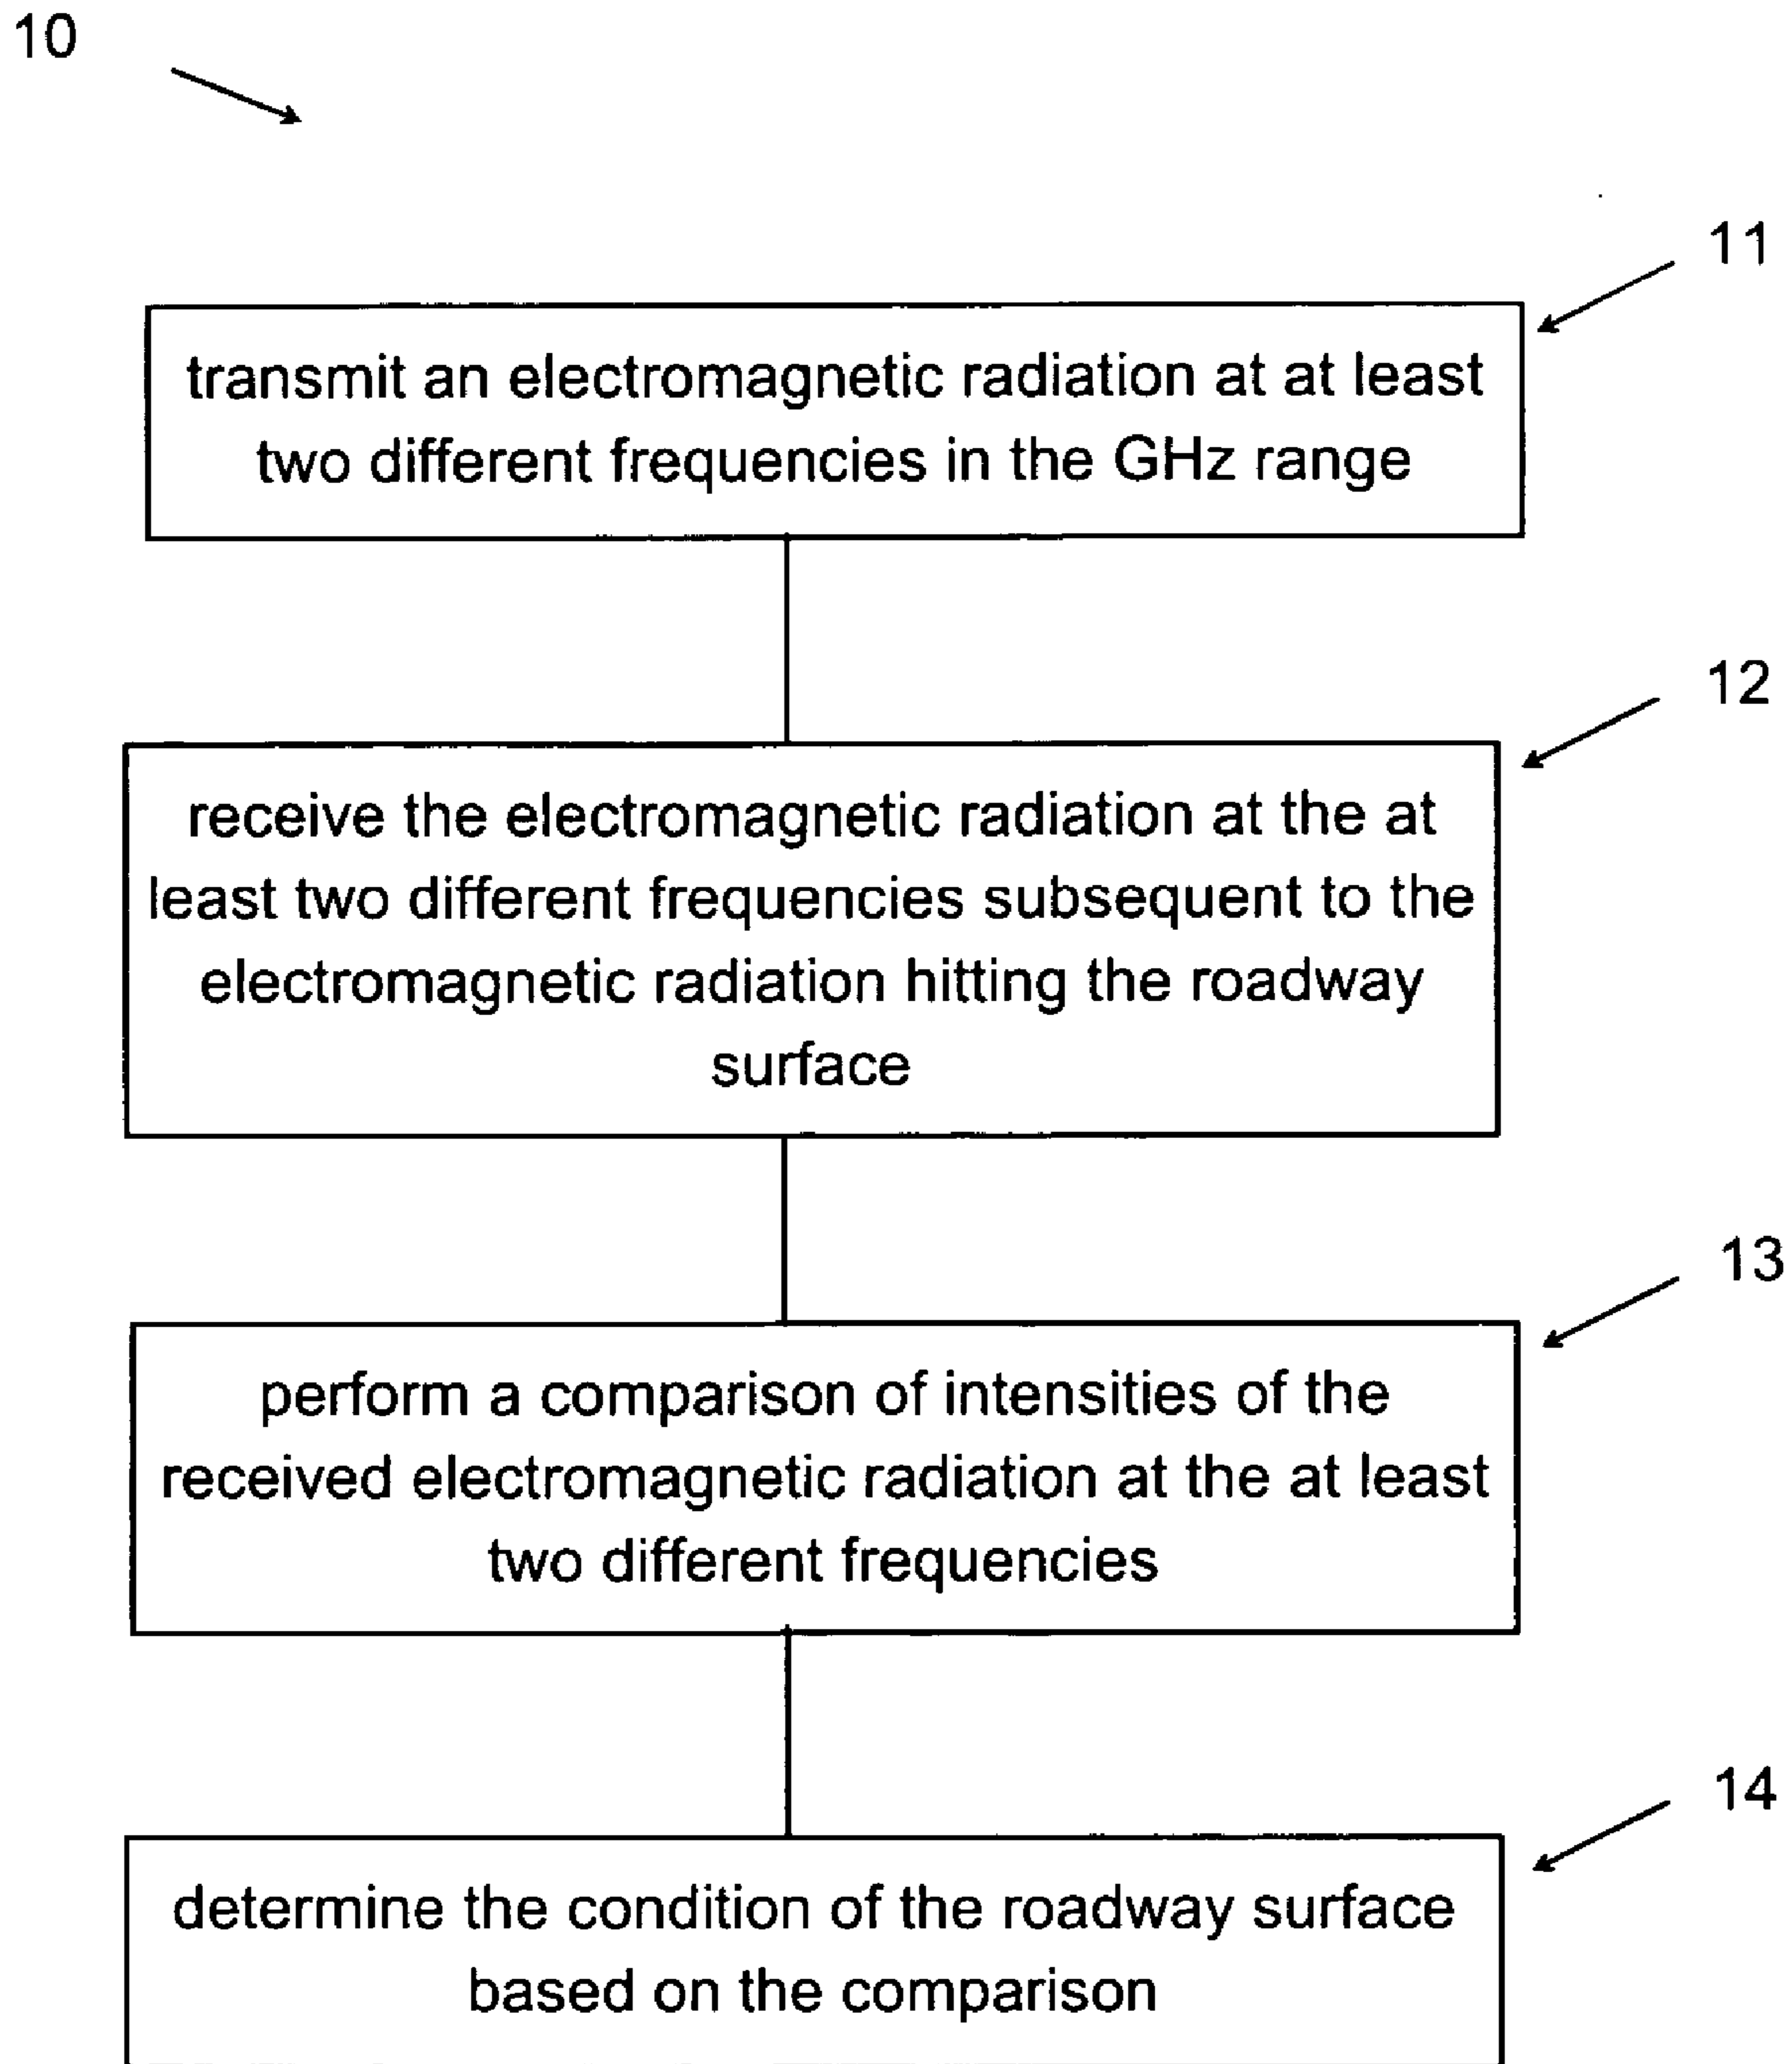 10
11
transmit an electromagnetic radiation at at least
two different frequencies in the GHz range
12
receive the electromagnetic radiation at the at
least two different frequencies subsequent to the
electromagnetic radiation hitting the roadway
surface
13
perform a comparison of intensities of the
received electromagnetic radiation at the at least
two different frequencies
14
determine the condition of the roadway surface
based on the comparison